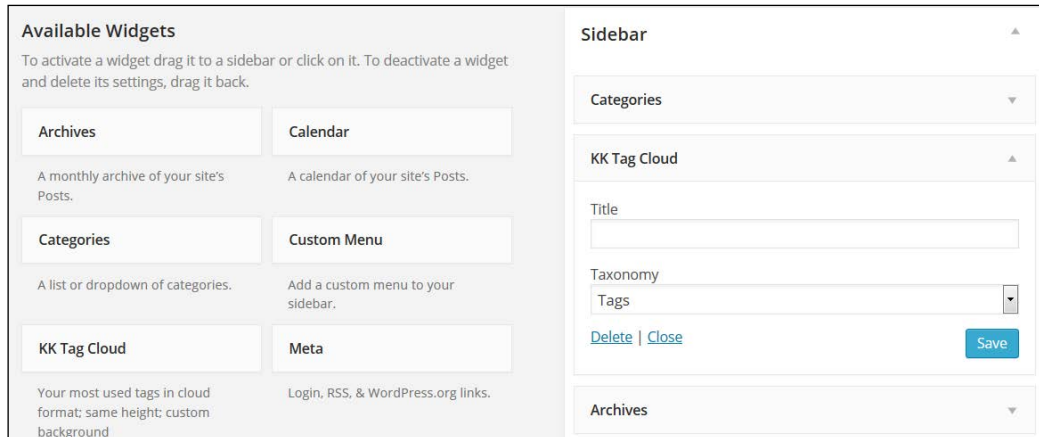 Available Widgets
To activate a widget drag it to a sidebar or click on it. To deactivate a widget
and delete its settings, drag it back.
Archives
A monthly archive of your site's
Posts.
Calendar
A calendar of your site's Posts.
Categories
A list or dropdown of categories.
Custom Menu
Add a custom menu to your
sidebar.
KK Tag Cloud
Your most used tags in cloud
format; same height; custom
background
Meta
Login, RSS, & WordPress.org links.
Sidebar
Categories
KK Tag Cloud
Title
Taxonomy
Tags
Delete | Close
Save
Archives